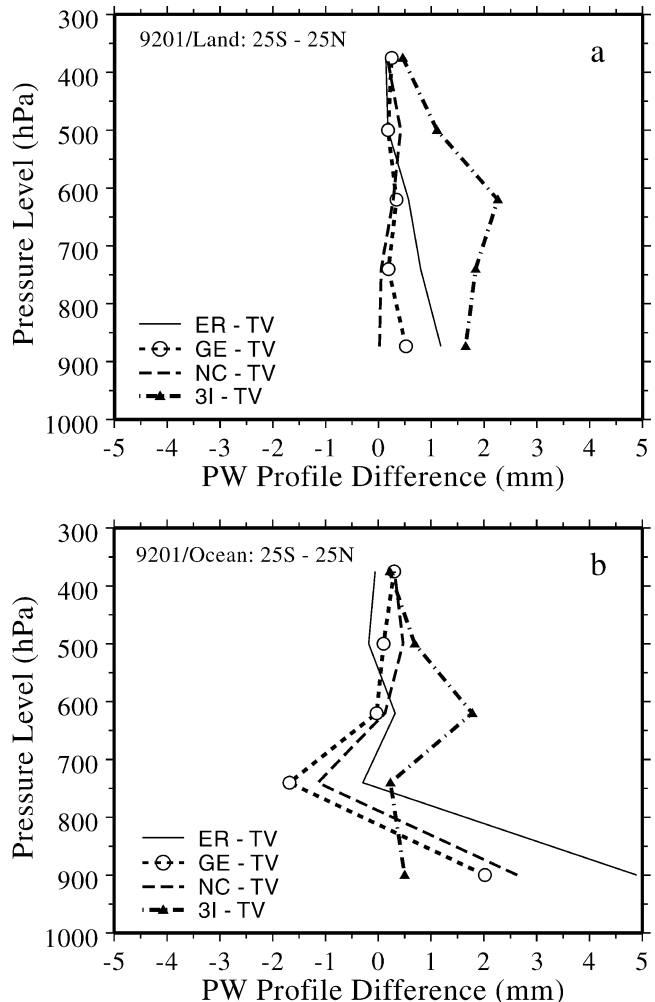 300
9201/Land: 25S - 25N
a
400
500
600
700
800
900
1000
Pressure Level (hPa)
ER - TV
GE - TV
NC - TV
3I - TV
-5 -4 -3 -2 -1 0 1 2 3 4 5
PW Profile Difference (mm)
300
9201/Ocean: 25S - 25N
b
400
500
600
700
800
900
1000
Pressure Level (hPa)
ER - TV
GE - TV
NC - TV
3I - TV
-5 -4 -3 -2 -1 0 1 2 3 4 5
PW Profile Difference (mm)